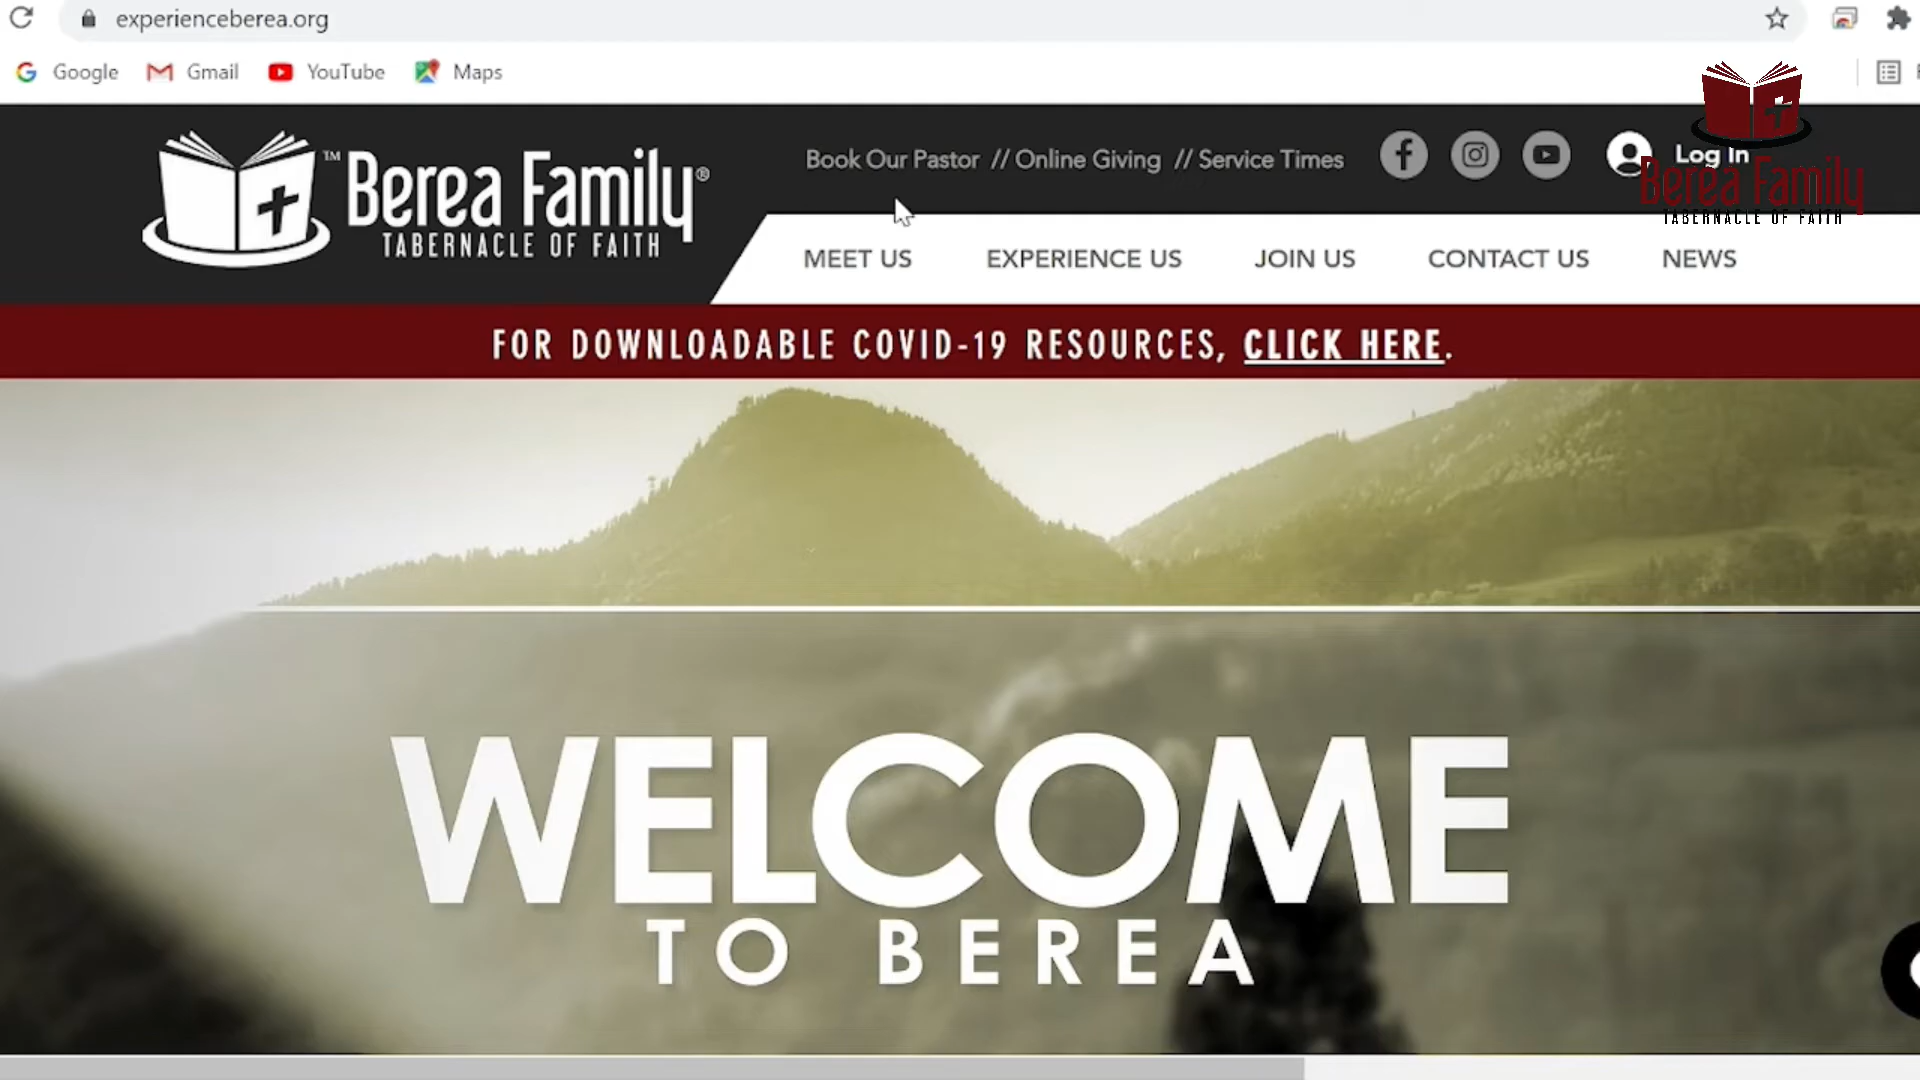 experienceberea.org
Google Gmail YouTube Maps
Book Our Pastor // Online Giving // Service Times
Log In
™ Berea Family®
TABERNACLE OF FAITH
Berea Family
TABERNACLE OF FAITH
MEET US EXPERIENCE US JOIN US CONTACT US NEWS
FOR DOWNLOADABLE COVID-19 RESOURCES, CLICK HERE.
WELCOME
TO BEREA